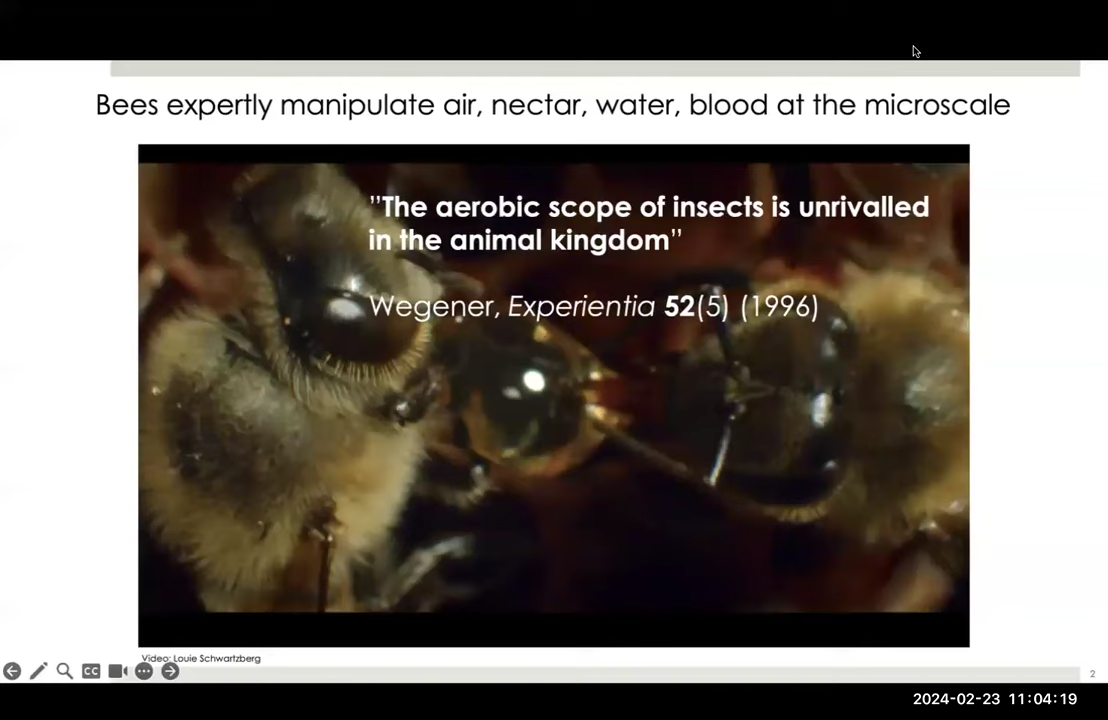 Bees expertly manipulate air, nectar, water, blood at the microscale
"The aerobic scope of insects is unrivalled
in the animal kingdom"
Wegener, Experientia 52(5) (1996)
Video: Louie Schwartzberg
CC
2
2024-02-23 11:04:19